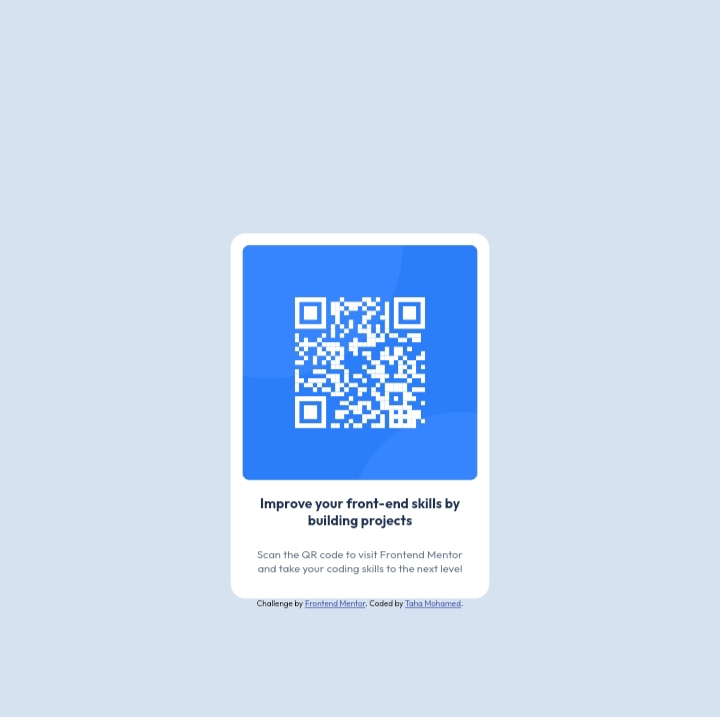 Improve your front-end skills by
building projects
Scan the QR code to visit Frontend Mentor
and take your coding skills to the next level
Challenge by Frontend Mentor. Coded by Taha Mohamed.